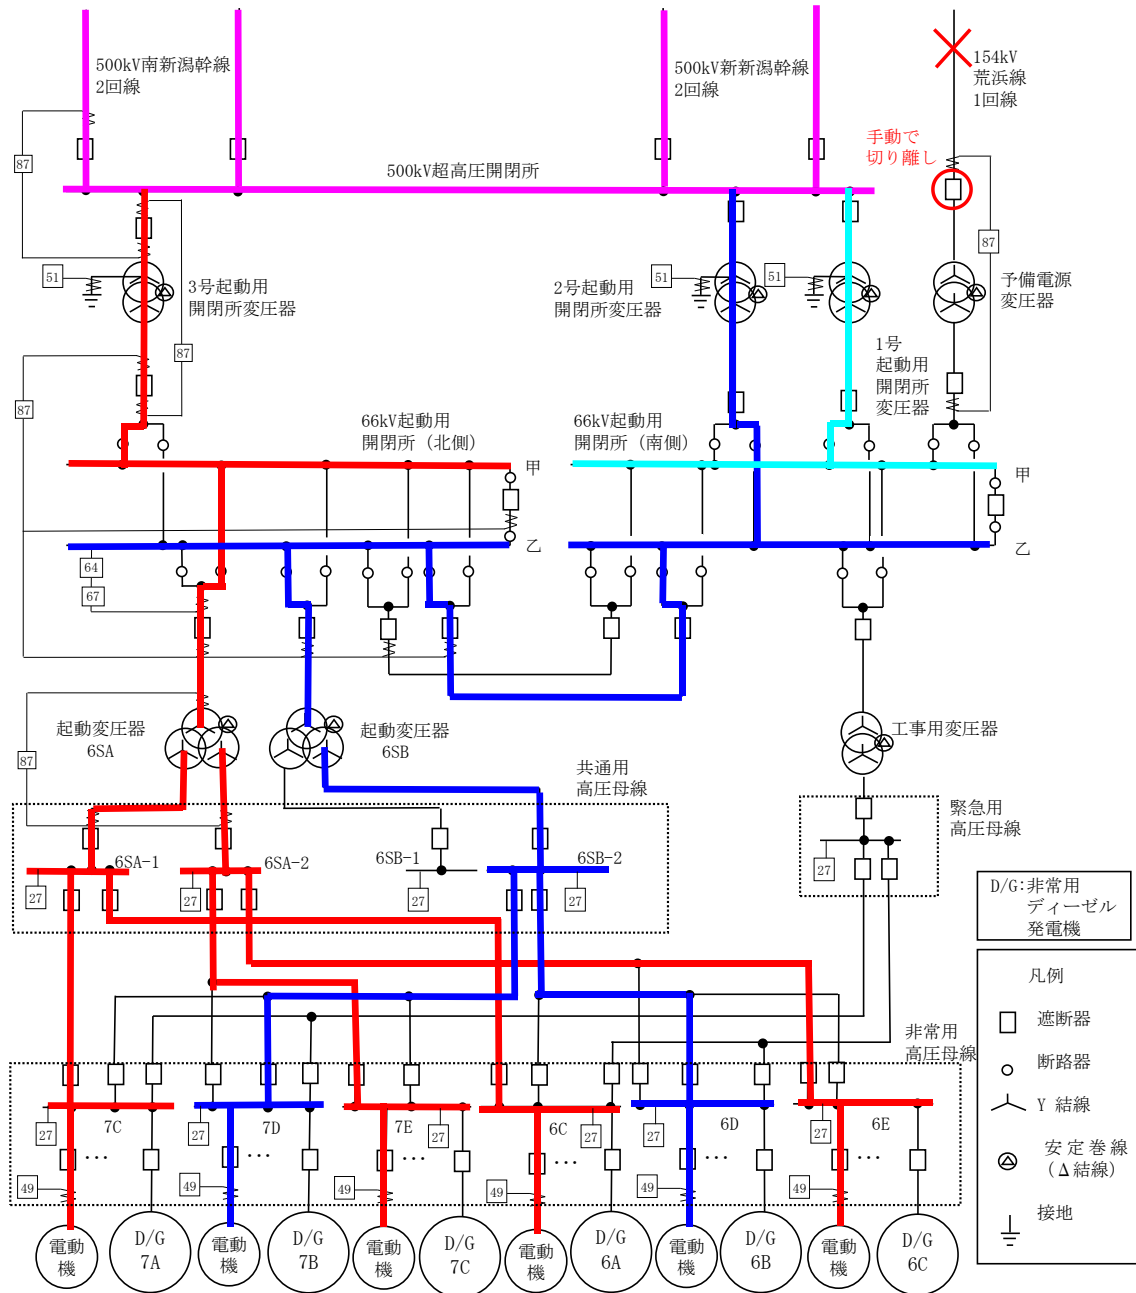 500kV南新潟幹線
2回線
500kV新新潟幹線
2回線
154kV
荒浜線
1回線
手動で
切り離し
87
500kV超高圧開閉所
87
51
3号起動用
開閉所変圧器
51
2号起動用
開閉所変圧器
51
予備電源
変圧器
87
87
1号
起動用
開閉所
変圧器
66kV起動用
開閉所（北側）
66kV起動用
開閉所（南側）
甲
甲
乙
乙
64
67
起動変圧器
6SA
起動変圧器
6SB
工事用変圧器
87
共通用
高圧母線
緊急用
高圧母線
6SA-1
6SA-2
6SB-1
6SB-2
27
27
27
27
27
D/G:非常用
ディーゼル
発電機
凡例
遮断器
断路器
Y 結線
安定巻線
(Δ結線)
接地
非常用
高圧母線
7C
7D
7E
6C
6D
6E
27
27
27
27
27
27
…
…
…
…
…
…
49
49
49
49
49
49
電動
機
D/G
7A
電動
機
D/G
7B
電動
機
D/G
7C
電動
機
D/G
6A
電動
機
D/G
6B
電動
機
D/G
6C